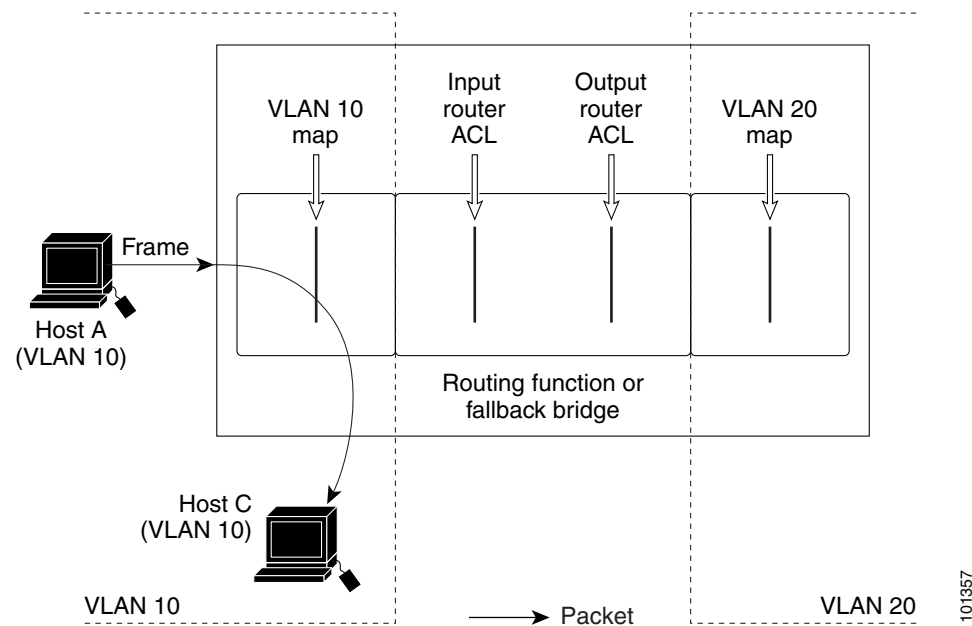 VLAN 10
map
Input
router
ACL
Output
router
ACL
VLAN 20
map
Frame
Host A
(VLAN 10)
Routing function or
fallback bridge
Host C
(VLAN 10)
VLAN 10
Packet
VLAN 20
101357